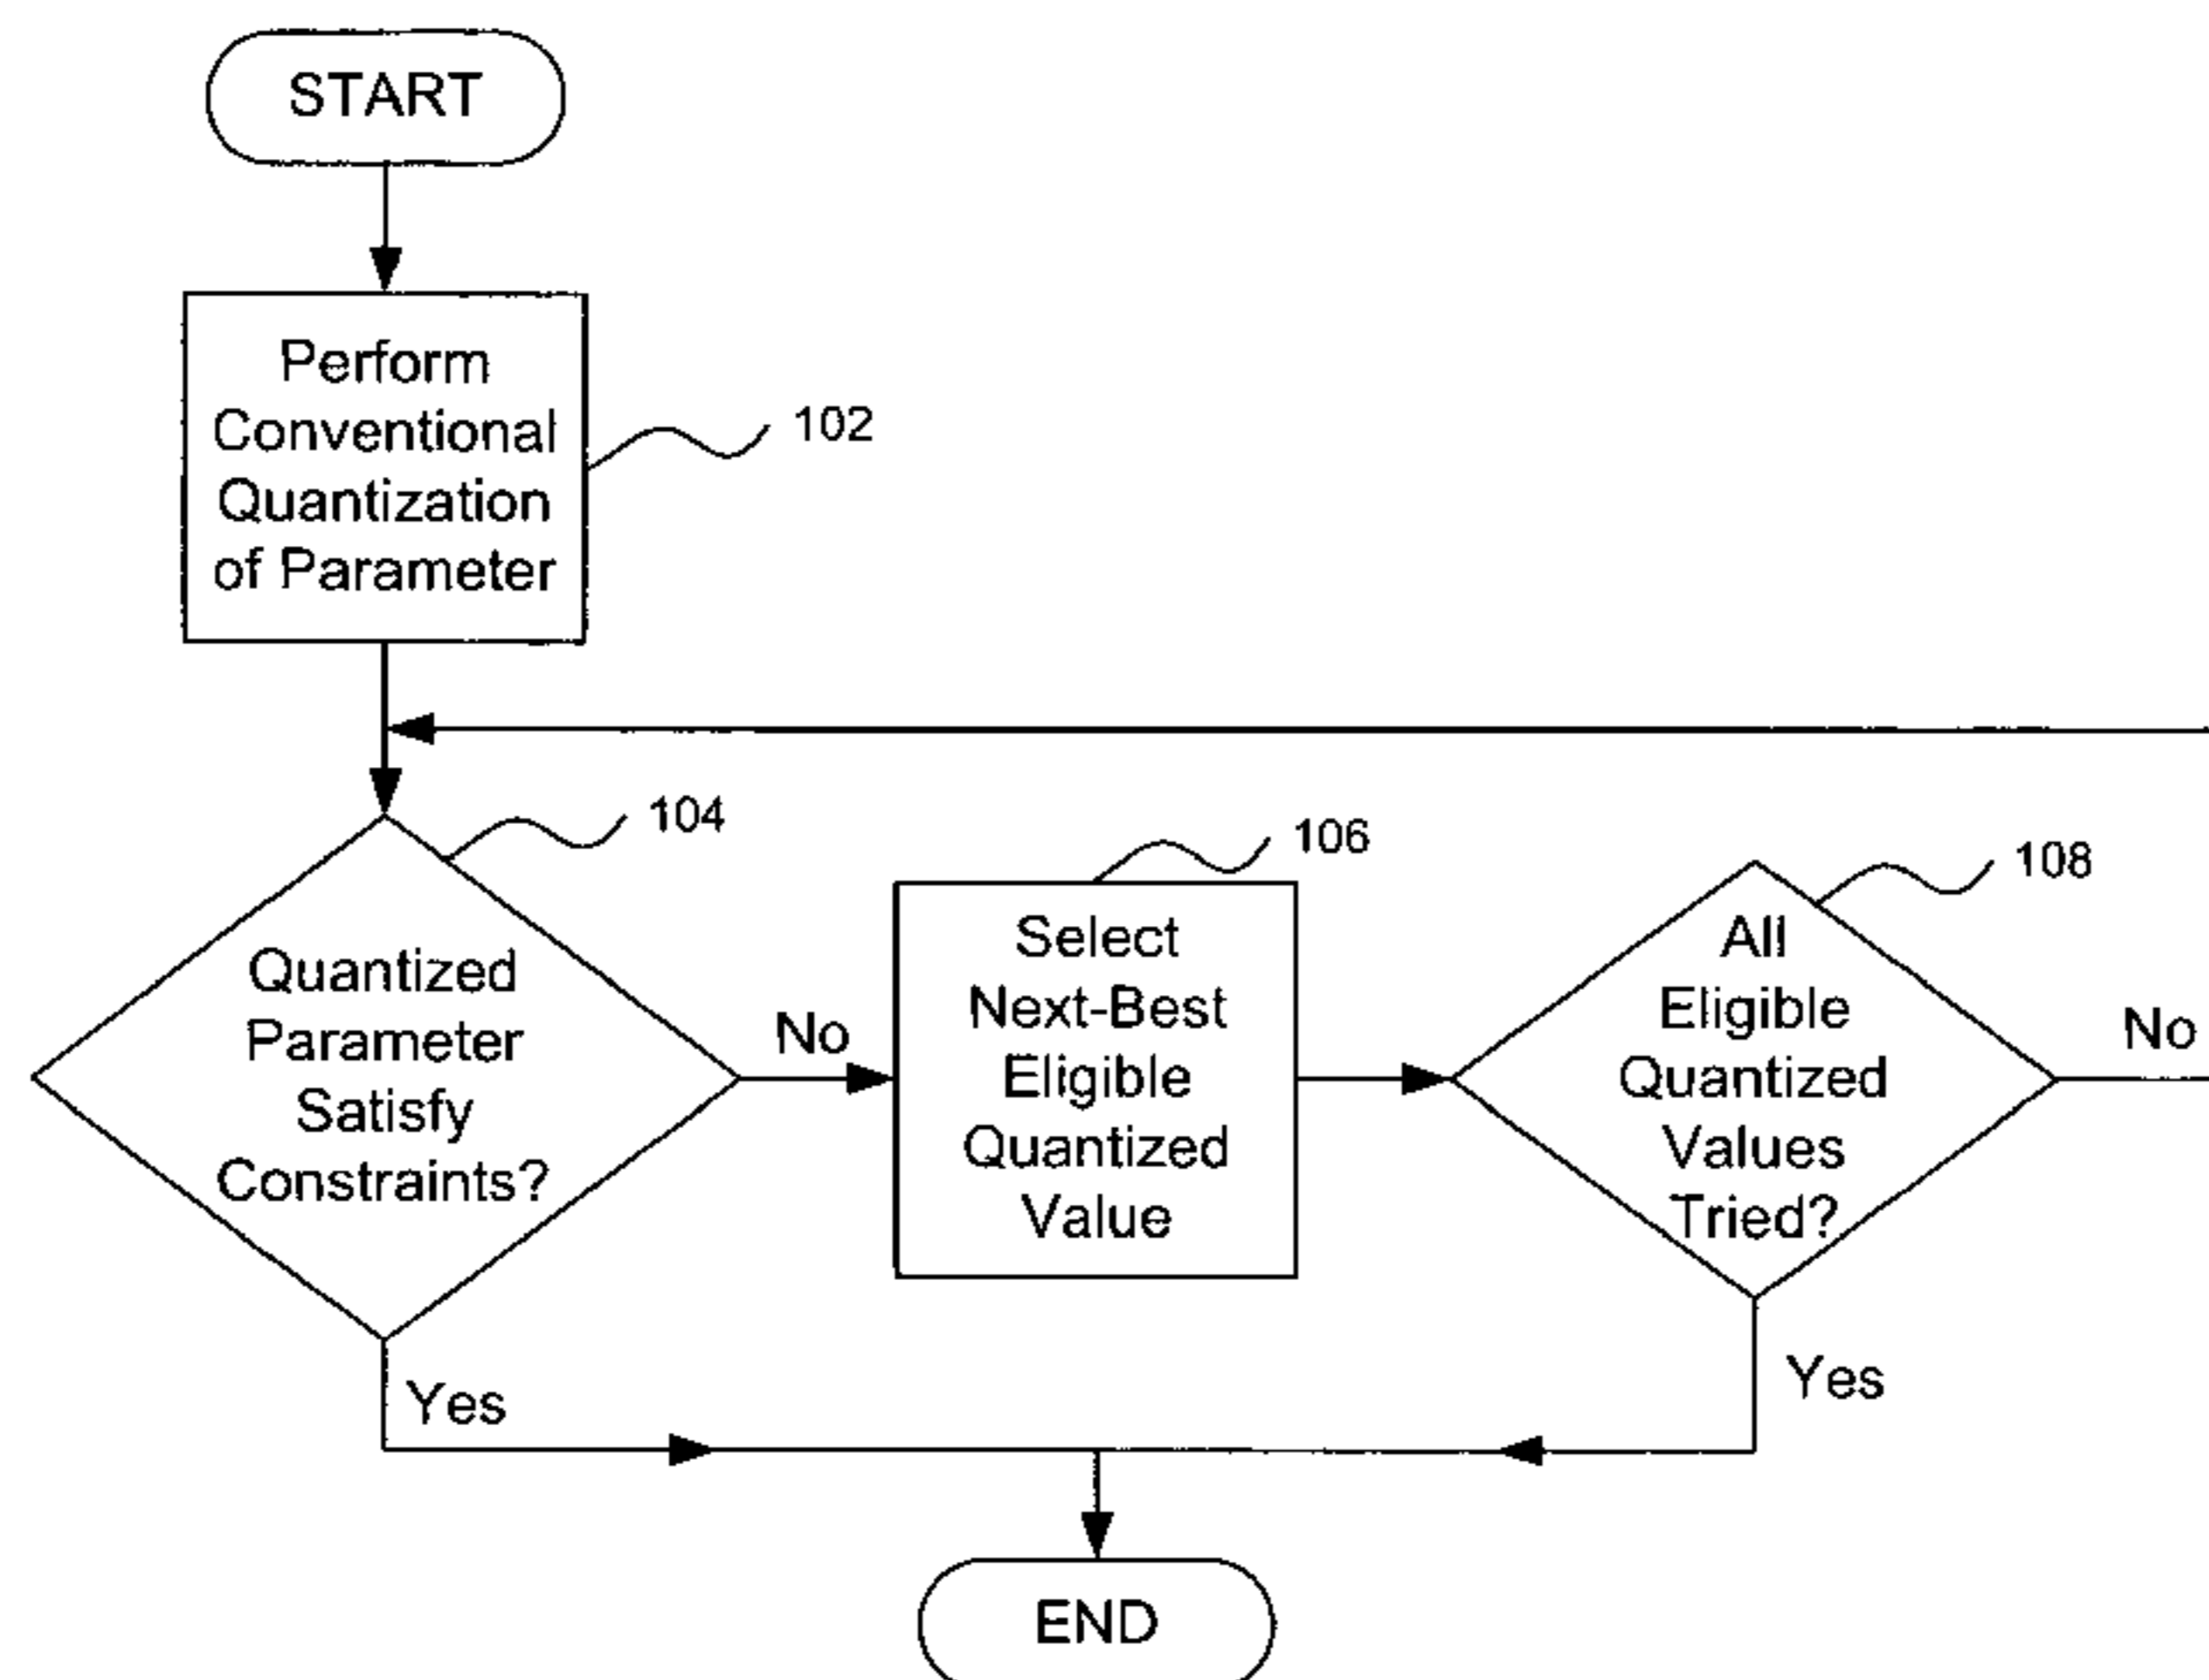 START
Perform
Conventional
Quantization
of Parameter
102
104
Quantized
Parameter
Satisfy
Constraints?
No
Yes
106
Select
Next-Best
Eligible
Quantized
Value
108
All
Eligible
Quantized
Values
Tried?
No
Yes
END